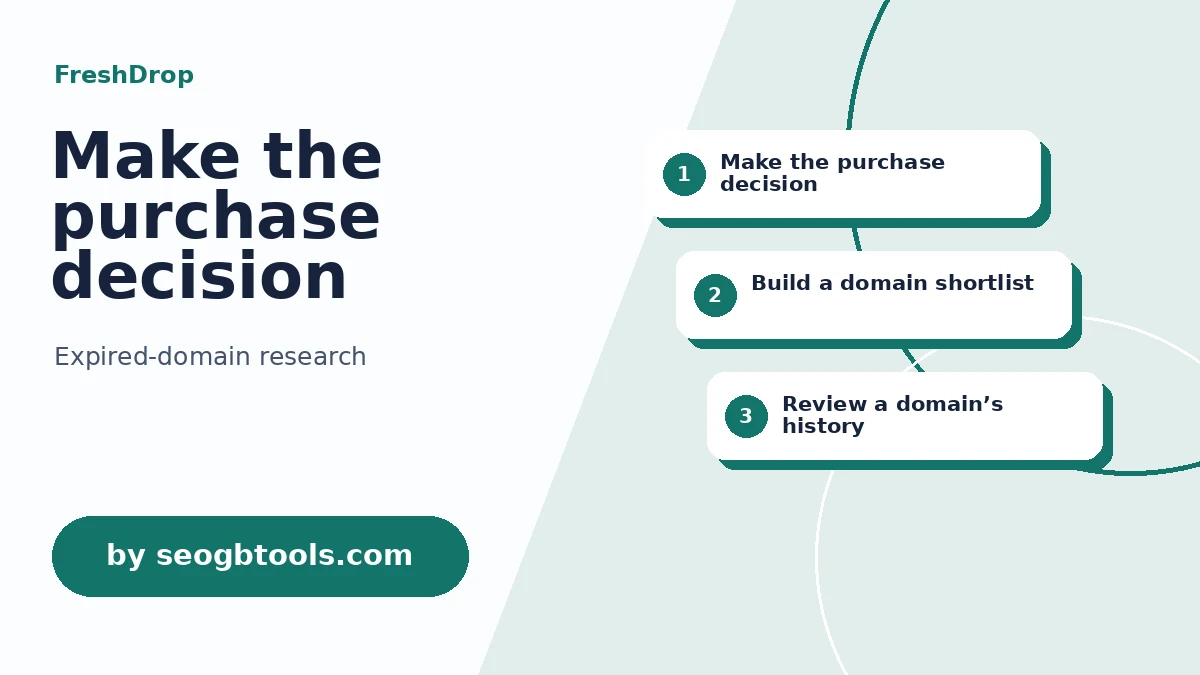 FreshDrop
Make the
purchase
decision
Expired-domain research
by seogbtools.com
1
Make the purchase
decision
2
Build a domain shortlist
3
Review a domain’s
history